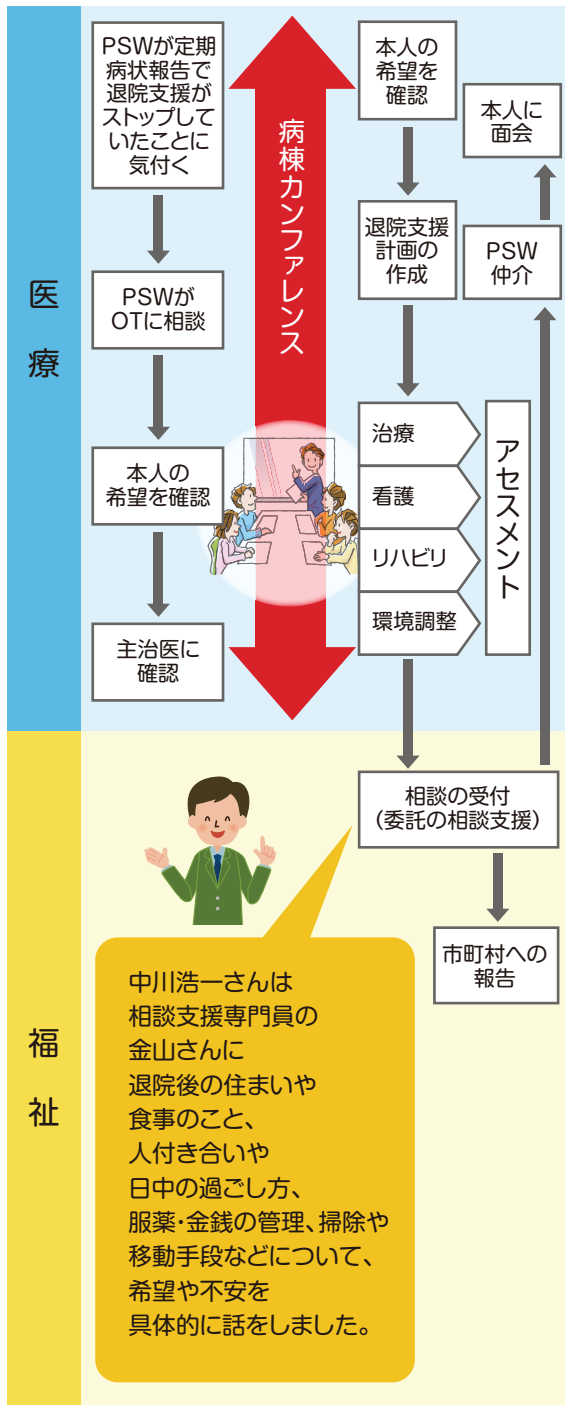 医療
PSWが定期
病状報告で
退院支援が
ストップして
いたことに
気付く
PSWが
OTに相談
本人の
希望を確認
主治医に
確認
病棟カンファレンス
本人の
希望を
確認
退院支援
計画の
作成
治療
看護
リハビリ
環境調整
アセスメント
本人に
面会
PSW
仲介
福祉
相談の受付
（委託の相談支援）
市町村への
報告
中川浩一さんは
相談支援専門員の
金山さんに
退院後の住まいや
食事のこと、
人付き合いや
日中の過ごし方、
服薬・金銭の管理、掃除や
移動手段などについて、
希望や不安を
具体的に話をしました。